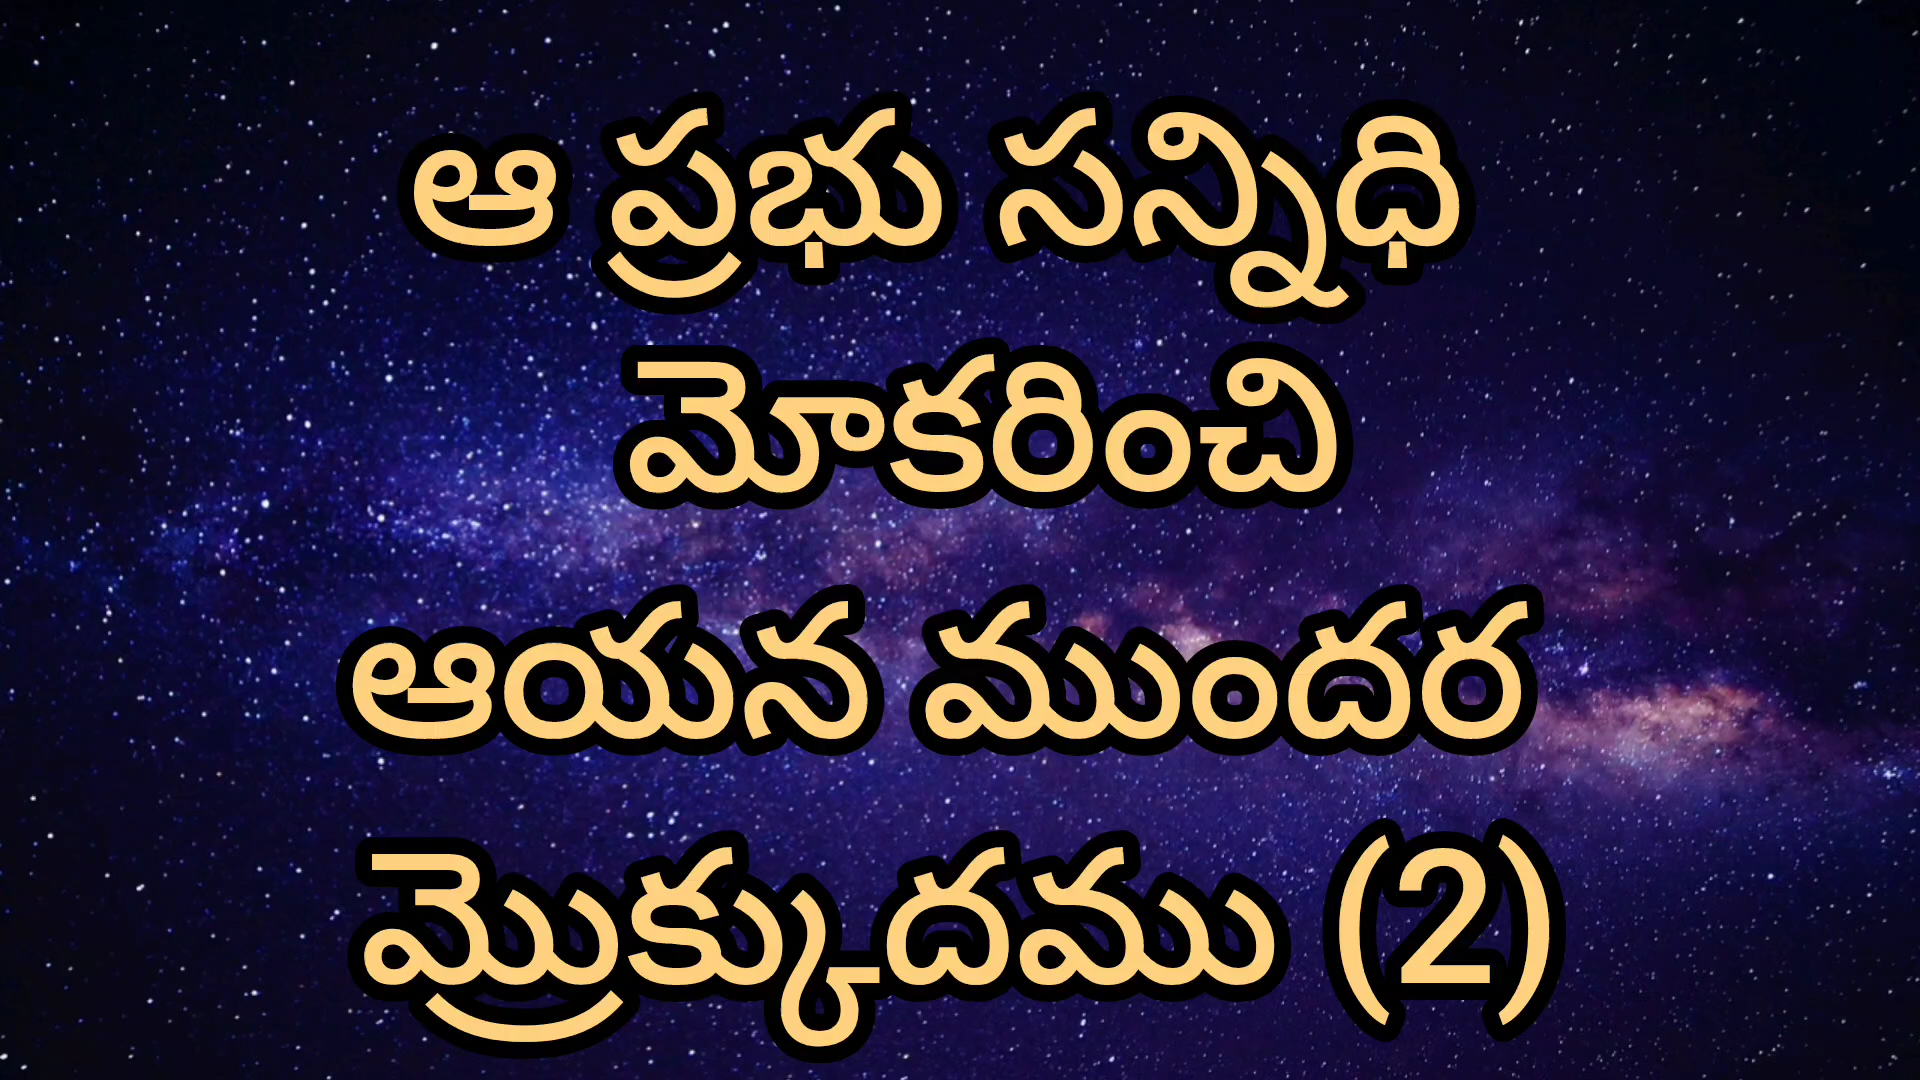 ఆ ప్రభు సన్నిధి
మోకరించి
ఆయన ముందర
మ్రొక్కుదము (2)